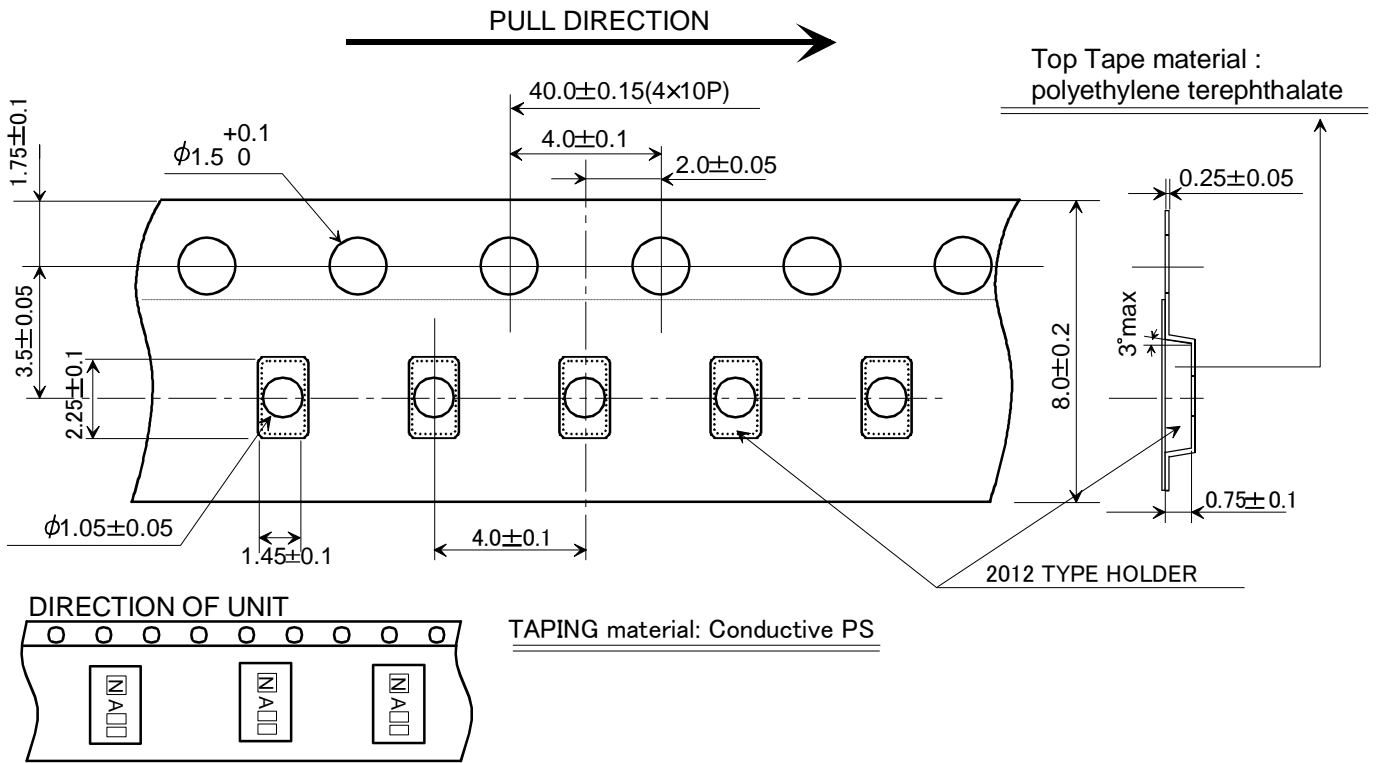 PULL DIRECTION
Top Tape material :
polyethylene terephthalate
40.0±0.15(4×10P)
4.0±0.1
2.0±0.05
1.75±0.1
+0.1
ϕ1.5 0
0.25±0.05
3.5±0.05
2.25±0.1
3°max
8.0±0.2
0.75±0.1
ϕ1.05±0.05
1.45±0.1
4.0±0.1
2012 TYPE HOLDER
DIRECTION OF UNIT
TAPING material: Conductive PS
N A□□
N A□□
N A□□